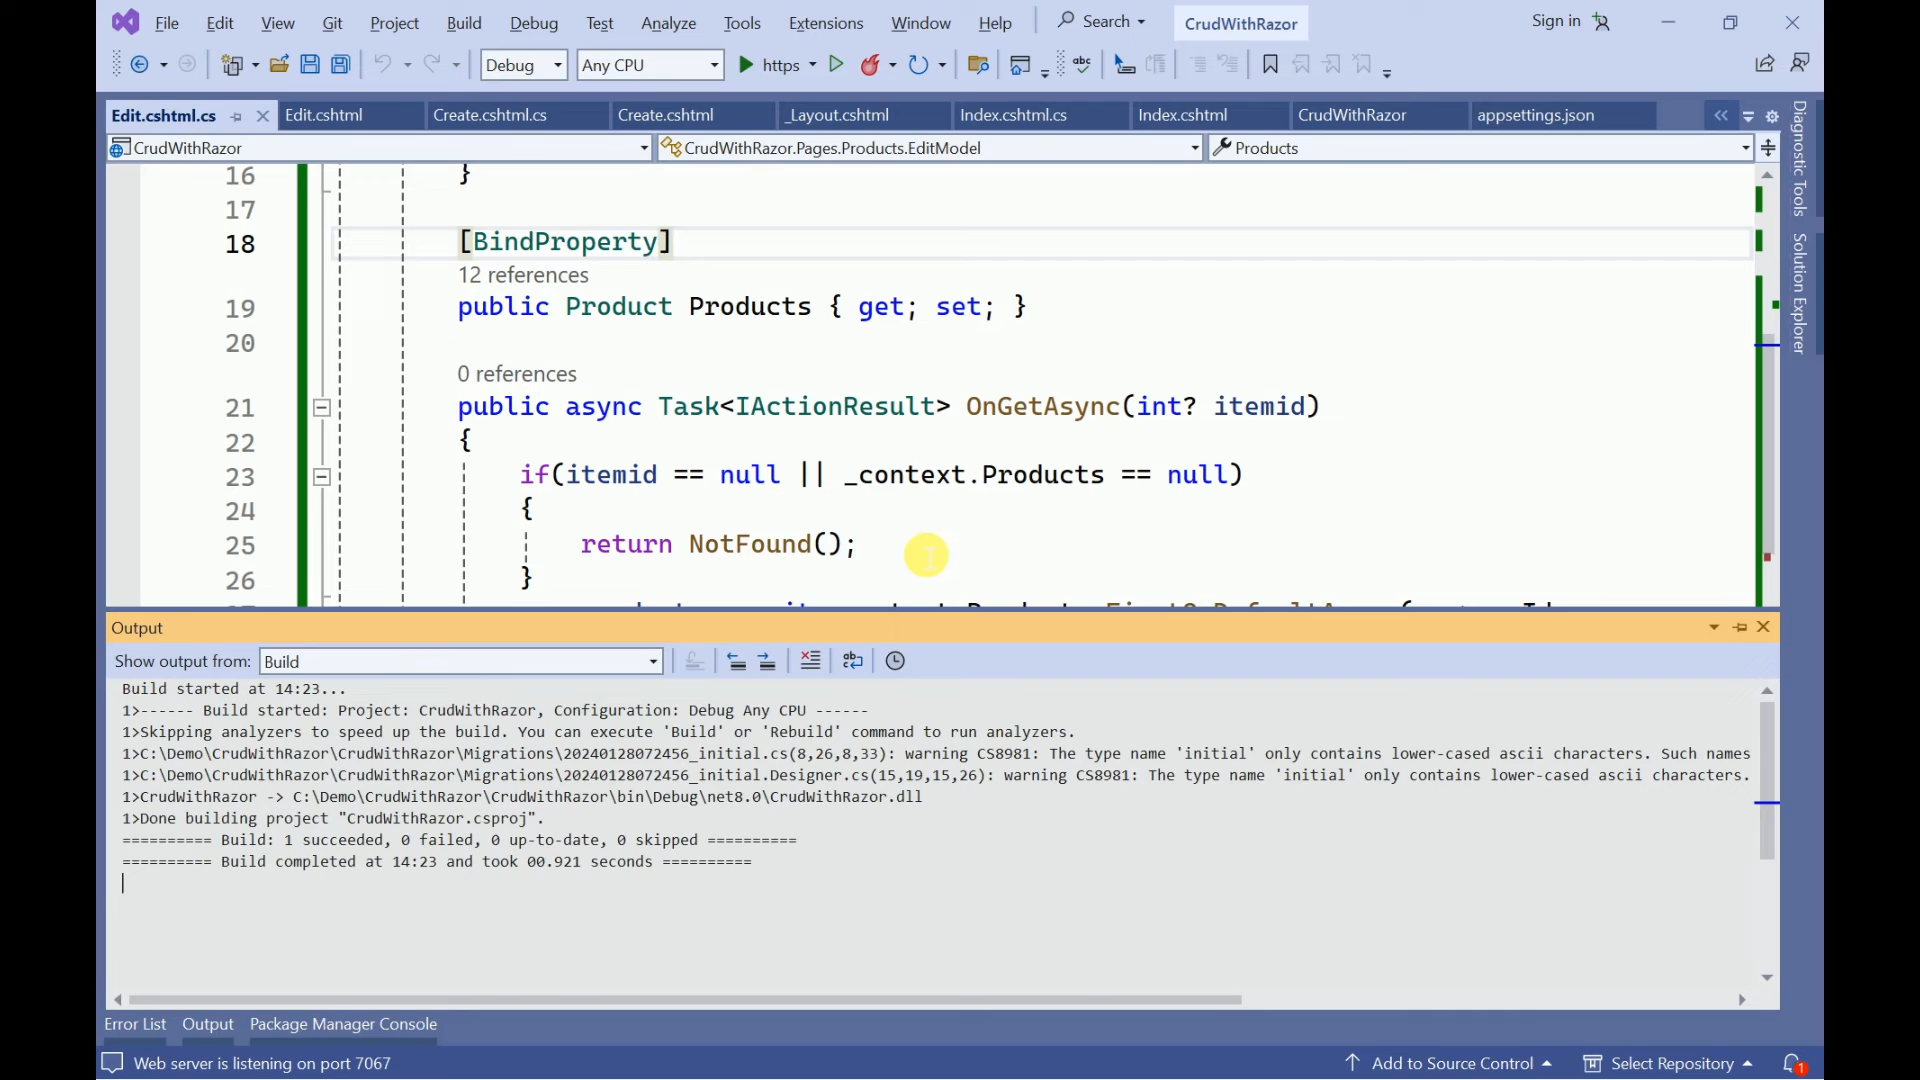 File Edit View Git Project Build Debug Test Analyze Tools Extensions Window Help Search CrudWithRazor Sign in
Debug Any CPU https
Edit.cshtml.cs Edit.cshtml Create.cshtml.cs Create.cshtml _Layout.cshtml Index.cshtml.cs Index.cshtml CrudWithRazor appsettings.json
CrudWithRazor CrudWithRazor.Pages.Products.EditModel Products
Diagnostic Tools
Solution Explorer
16 }
17
18 [BindProperty]
12 references
19 public Product Products { get; set; }
20
0 references
21 public async Task<IActionResult> OnGetAsync(int? itemid)
22 {
23 if(itemid == null || _context.Products == null)
24 {
25 return NotFound();
26 }
Output
Show output from: Build
Build started at 14:23...
1>------ Build started: Project: CrudWithRazor, Configuration: Debug Any CPU ------
1>Skipping analyzers to speed up the build. You can execute 'Build' or 'Rebuild' command to run analyzers.
1>C:\Demo\CrudWithRazor\CrudWithRazor\Migrations\20240128072456_initial.cs(8,26,8,33): warning CS8981: The type name 'initial' only contains lower-cased ascii characters. Such names
1>C:\Demo\CrudWithRazor\CrudWithRazor\Migrations\20240128072456_initial.Designer.cs(15,19,15,26): warning CS8981: The type name 'initial' only contains lower-cased ascii characters.
1>CrudWithRazor -> C:\Demo\CrudWithRazor\CrudWithRazor\bin\Debug\net8.0\CrudWithRazor.dll
1>Done building project "CrudWithRazor.csproj".
========== Build: 1 succeeded, 0 failed, 0 up-to-date, 0 skipped ==========
========== Build completed at 14:23 and took 00.921 seconds ==========
Error List Output Package Manager Console
Web server is listening on port 7067 Add to Source Control Select Repository 1